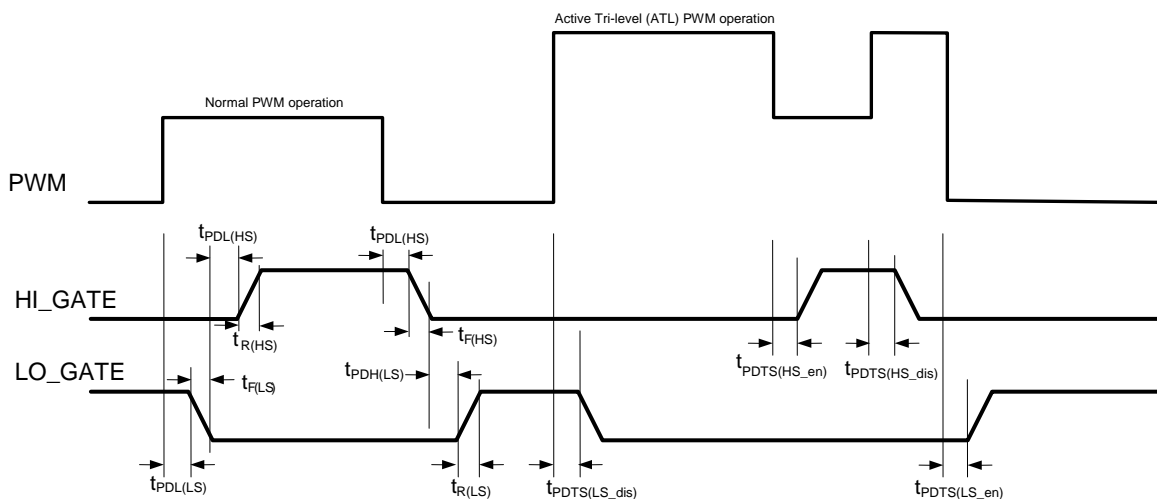 Active Tri-level (ATL) PWM operation
Normal PWM operation
PWM
tPDL(HS)
tPDL(HS)
HI_GATE
tR(HS)
tF(HS)
tPDTS(HS_en)
tPDTS(HS_dis)
LO_GATE
tF(LS)
tPDH(LS)
tPDL(LS)
tR(LS)
tPDTS(LS_dis)
tPDTS(LS_en)